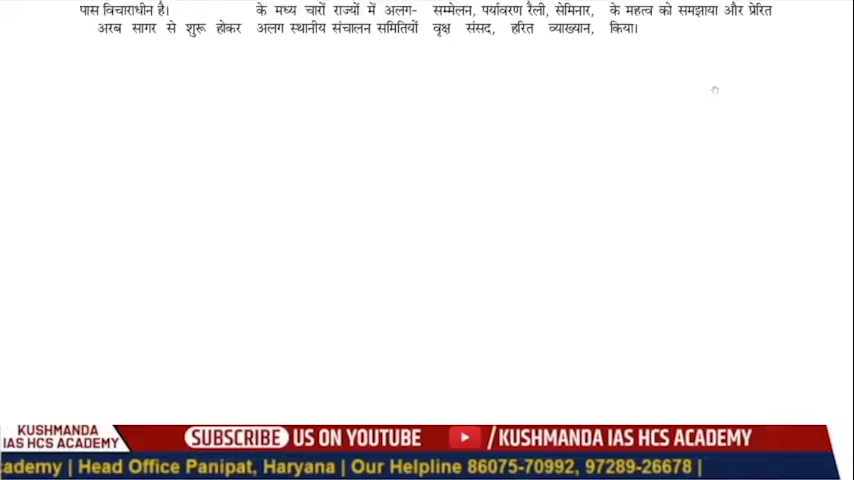 पास विचाराधीन है।
अरब सागर से शुरू होकर
के मध्य चारों राज्यों में अलग-
अलग स्थानीय संचालन समितियों
सम्मेलन, पर्यावरण रैली, सेमिनार,
वृक्ष संसद, हरित व्याख्यान,
के महत्व को समझाया और प्रेरित
किया।
KUSHMANDA
IAS HCS ACADEMY
SUBSCRIBE US ON YOUTUBE
/KUSHMANDA IAS HCS ACADEMY
cademy | Head Office Panipat, Haryana | Our Helpline 86075-70992, 97289-26678 |